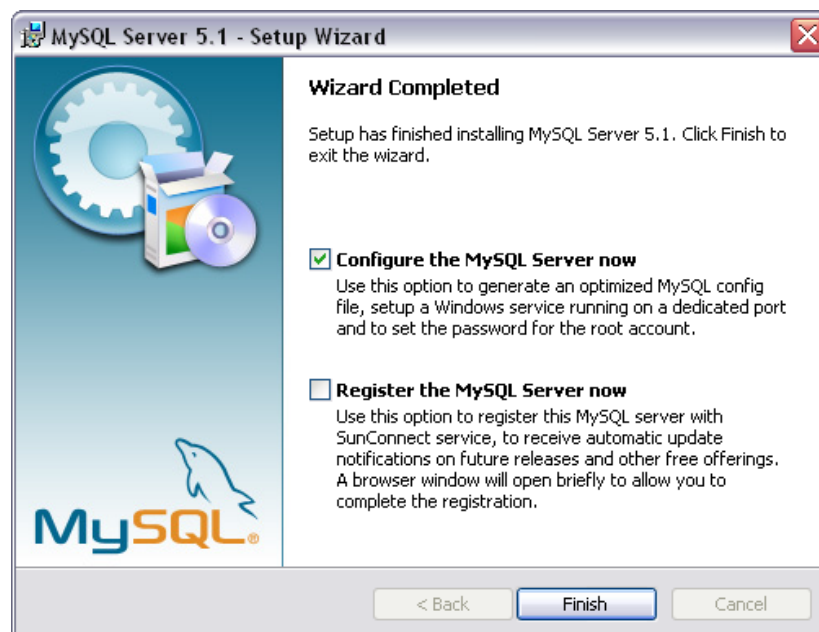 MySQL Server 5.1 - Setup Wizard
Wizard Completed
Setup has finished installing MySQL Server 5.1. Click Finish to
exit the wizard.
Configure the MySQL Server now
Use this option to generate an optimized MySQL config
file, setup a Windows service running on a dedicated port
and to set the password for the root account.
Register the MySQL Server now
Use this option to register this MySQL server with
SunConnect service, to receive automatic update
notifications on future releases and other free offerings.
A browser window will open briefly to allow you to
complete the registration.
MySQL®
< Back
Finish
Cancel